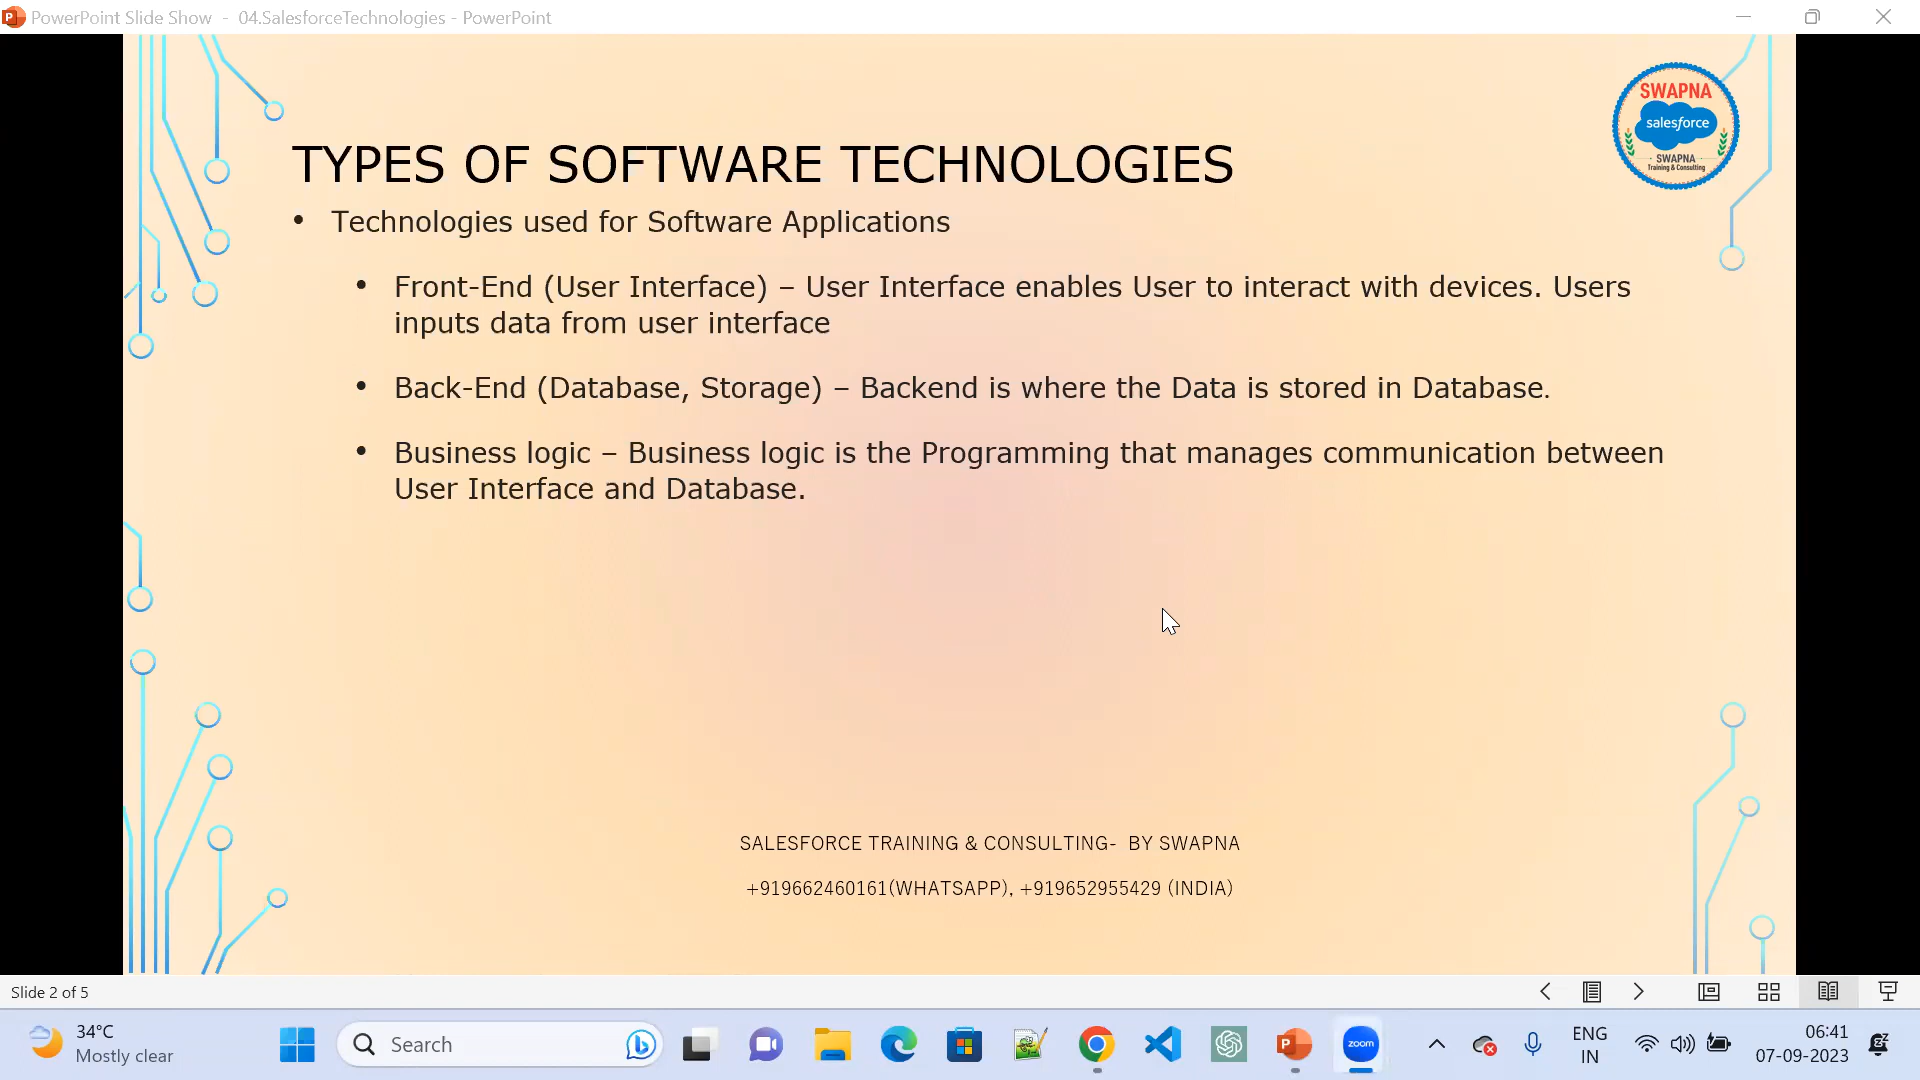 PowerPoint Slide Show - 04.SalesforceTechnologies - PowerPoint
SWAPNA
salesforce
SWAPNA
Training & Consulting
TYPES OF SOFTWARE TECHNOLOGIES
• Technologies used for Software Applications
• Front-End (User Interface) – User Interface enables User to interact with devices. Users
inputs data from user interface
• Back-End (Database, Storage) – Backend is where the Data is stored in Database.
• Business logic – Business logic is the Programming that manages communication between
User Interface and Database.
SALESFORCE TRAINING & CONSULTING- BY SWAPNA
+919662460161(WHATSAPP), +919652955429 (INDIA)
Slide 2 of 5
34°C
Mostly clear
Search
zoom
ENG
IN
06:41
07-09-2023